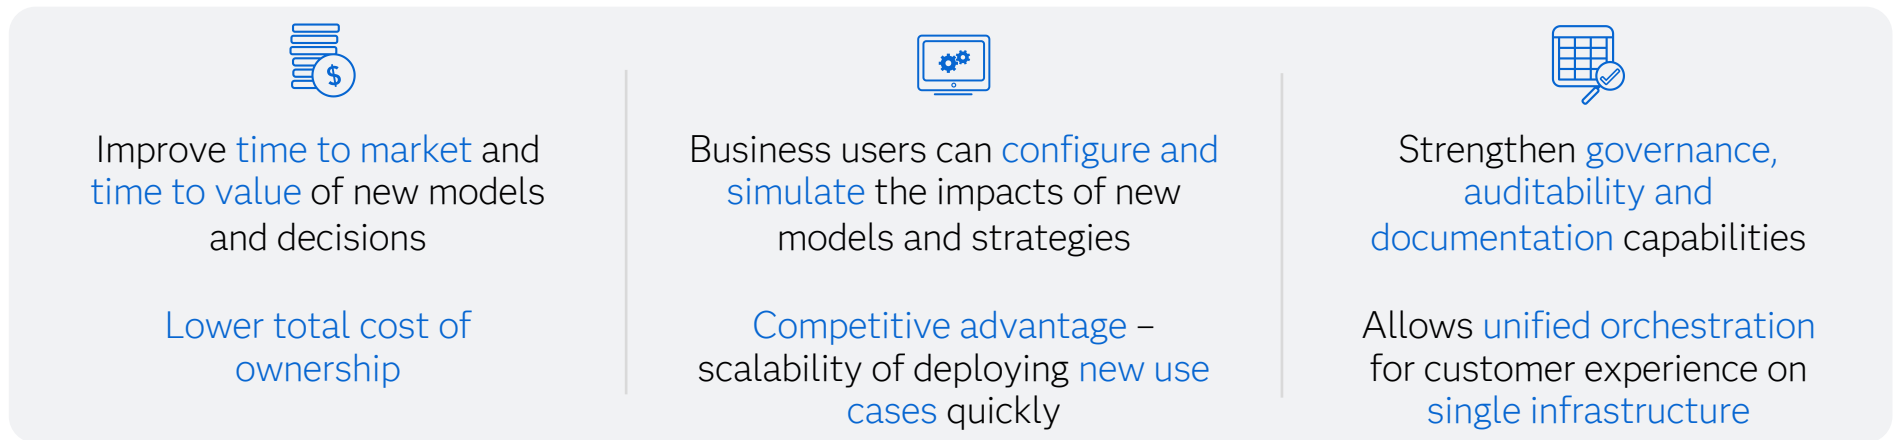 $
Improve time to market and
time to value of new models
and decisions
Lower total cost of
ownership
Business users can configure and
simulate the impacts of new
models and strategies
Competitive advantage –
scalability of deploying new use
cases quickly
Strengthen governance,
auditability and
documentation capabilities
Allows unified orchestration
for customer experience on
single infrastructure